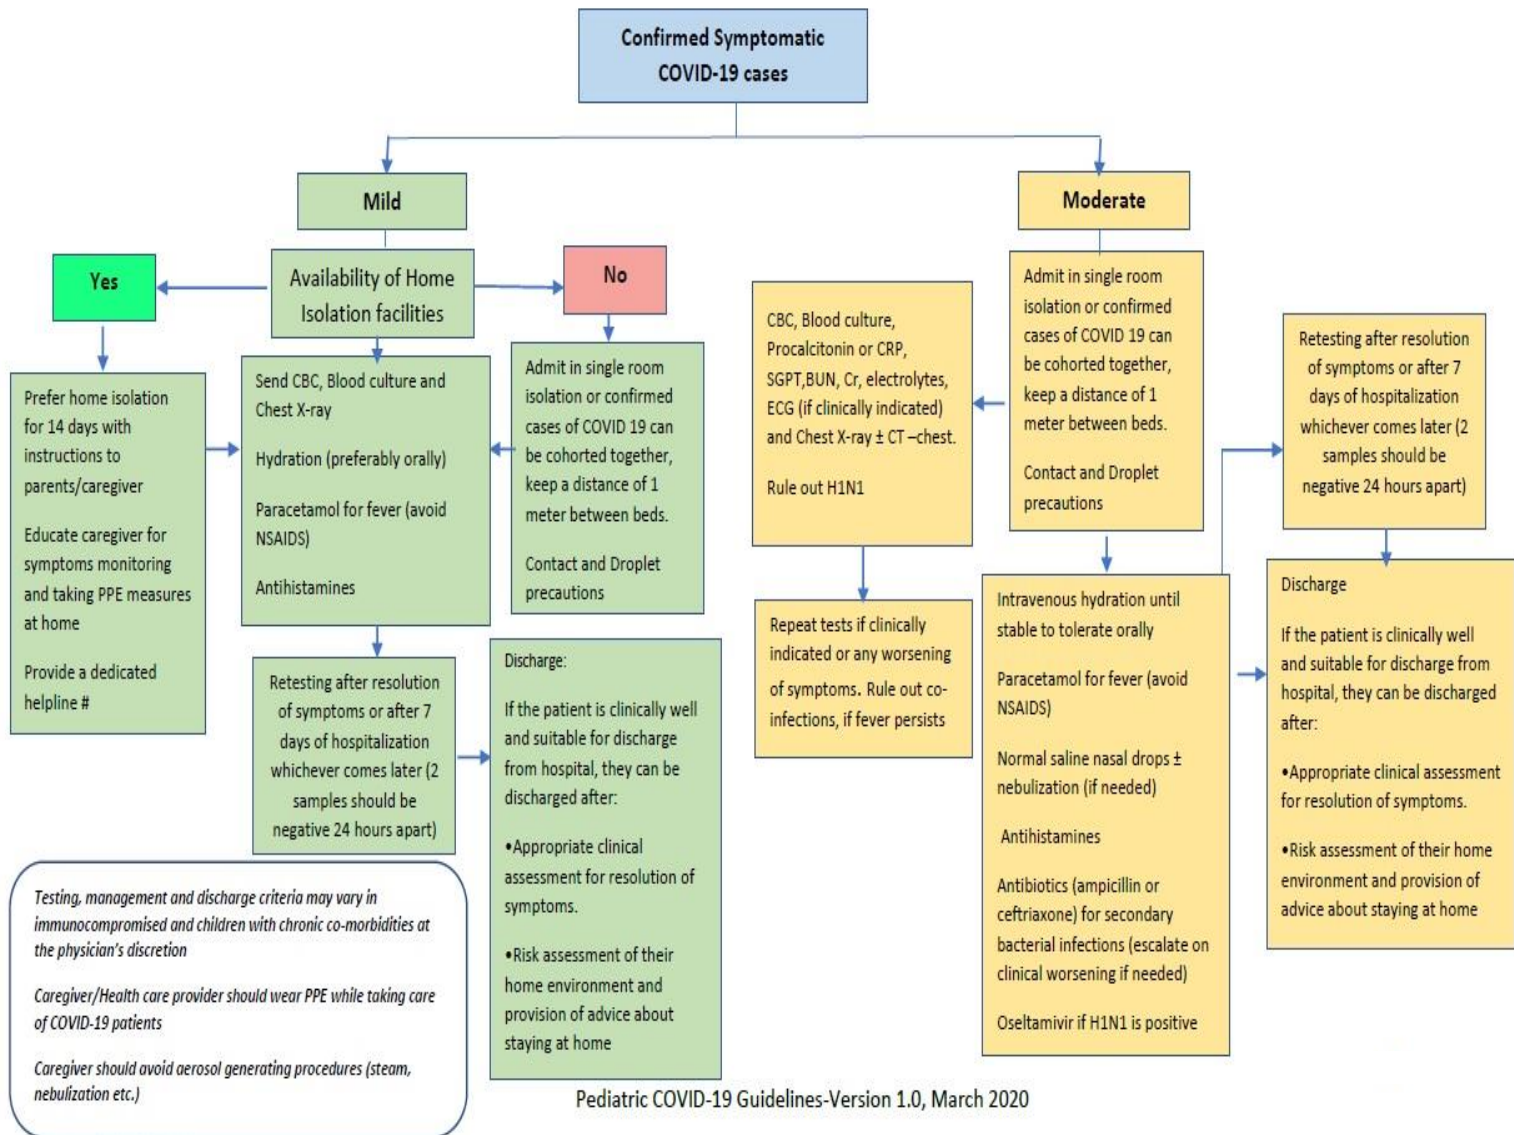 Confirmed Symptomatic
COVID-19 cases
Mild
Moderate
Yes
Availability of Home
Isolation facilities
No
Prefer home isolation
for 14 days with
instructions to
parents/caregiver
Educate caregiver for
symptoms monitoring
and taking PPE measures
at home
Provide a dedicated
helpline #
Send CBC, Blood culture and
Chest X-ray
Hydration (preferably orally)
Paracetamol for fever (avoid
NSAIDS)
Antihistamines
Admit in single room
isolation or confirmed
cases of COVID 19 can
be cohorted together,
keep a distance of 1
meter between beds.
Contact and Droplet
precautions
Retesting after resolution
of symptoms or after 7
days of hospitalization
whichever comes later (2
samples should be
negative 24 hours apart)
Discharge:
If the patient is clinically well
and suitable for discharge
from hospital, they can be
discharged after:
•Appropriate clinical
assessment for resolution of
symptoms.
•Risk assessment of their
home environment and
provision of advice about
staying at home
CBC, Blood culture,
Procalcitonin or CRP,
SGPT,BUN, Cr, electrolytes,
ECG (if clinically indicated)
and Chest X-ray ± CT –chest.
Rule out H1N1
Repeat tests if clinically
indicated or any worsening
of symptoms. Rule out co-
infections, if fever persists
Admit in single room
isolation or confirmed
cases of COVID 19 can
be cohorted together,
keep a distance of 1
meter between beds.
Contact and Droplet
precautions
Intravenous hydration until
stable to tolerate orally
Paracetamol for fever (avoid
NSAIDS)
Normal saline nasal drops ±
nebulization (if needed)
Antihistamines
Antibiotics (ampicillin or
ceftriaxone) for secondary
bacterial infections (escalate on
clinical worsening if needed)
Oseltamivir if H1N1 is positive
Retesting after resolution
of symptoms or after 7
days of hospitalization
whichever comes later (2
samples should be
negative 24 hours apart)
Discharge
If the patient is clinically well
and suitable for discharge from
hospital, they can be discharged
after:
•Appropriate clinical assessment
for resolution of symptoms.
•Risk assessment of their home
environment and provision of
advice about staying at home
Testing, management and discharge criteria may vary in
immunocompromised and children with chronic co-morbidities at
the physician's discretion
Caregiver/Health care provider should wear PPE while taking care
of COVID-19 patients
Caregiver should avoid aerosol generating procedures (steam,
nebulization etc.)
Pediatric COVID-19 Guidelines-Version 1.0, March 2020